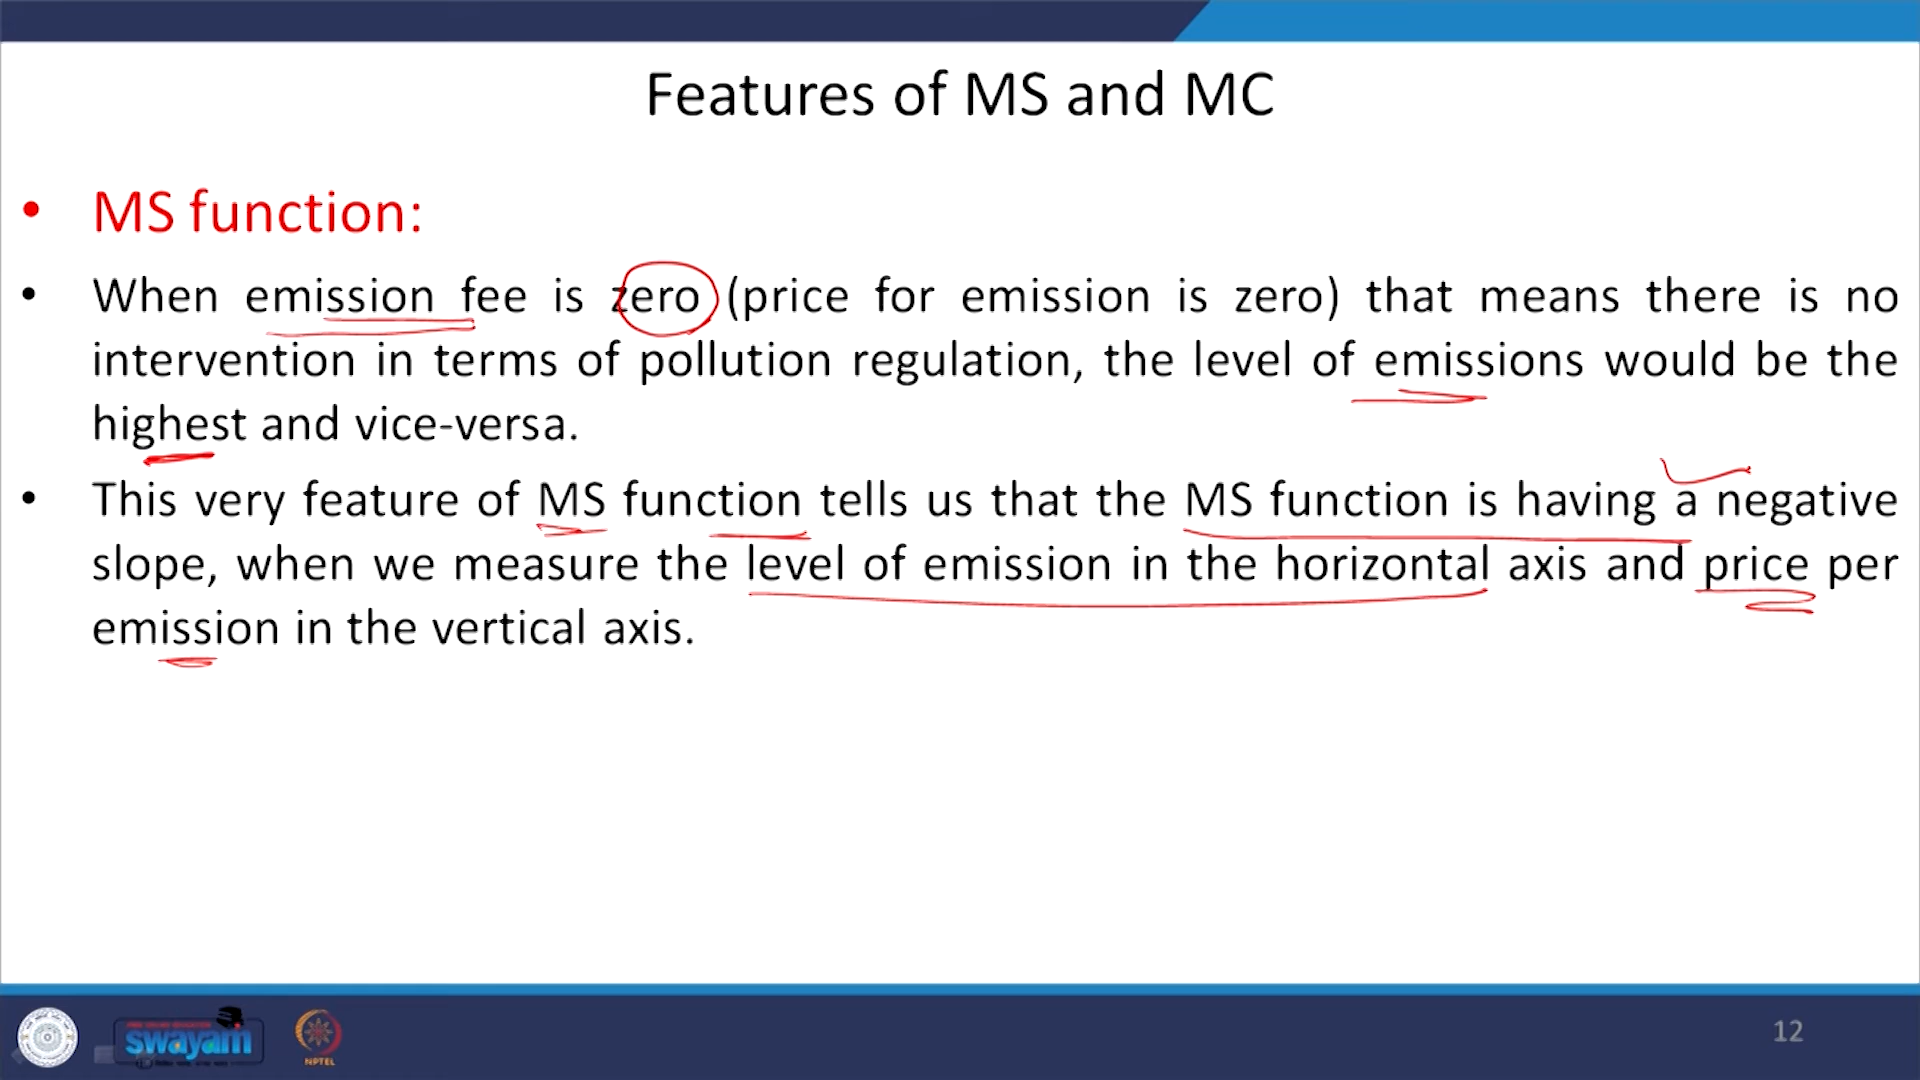 Features of MS and MC
• MS function:
• When emission fee is zero (price for emission is zero) that means there is no
intervention in terms of pollution regulation, the level of emissions would be the
highest and vice-versa.
• This very feature of MS function tells us that the MS function is having a negative
slope, when we measure the level of emission in the horizontal axis and price per
emission in the vertical axis.
swayam
NPTEL
12